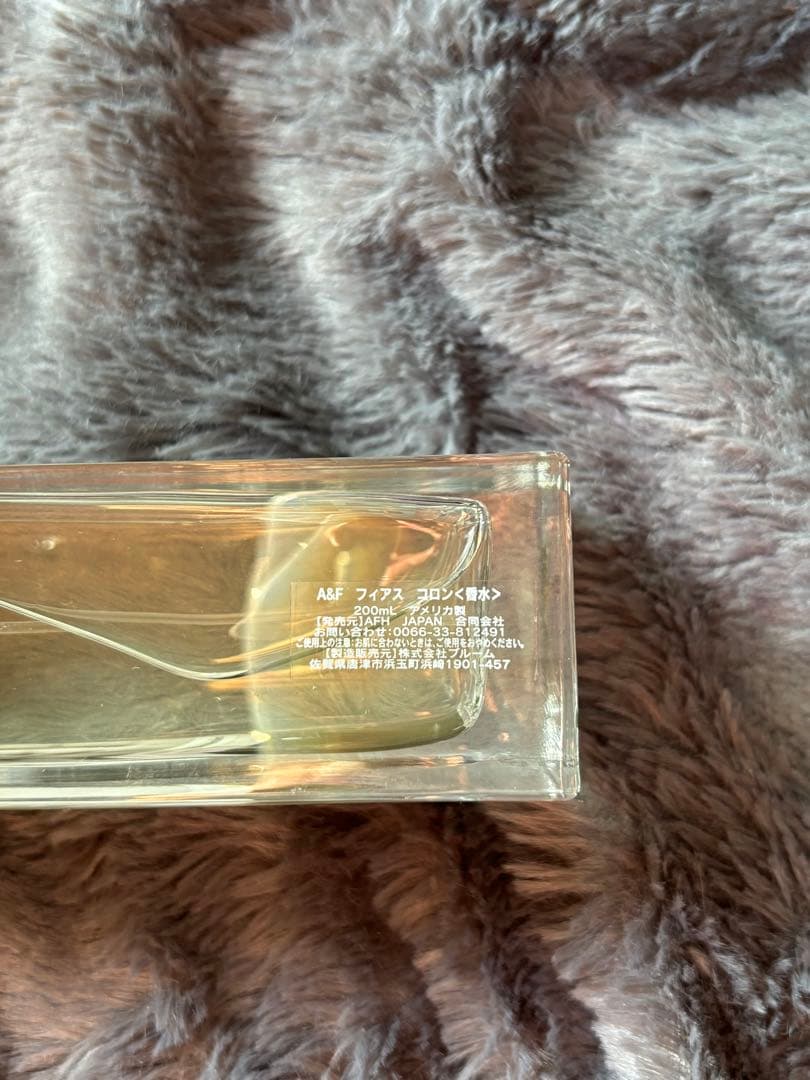 A&F フィアス コロン<香水>
200mL アメリカ製
【発売元】AFH JAPAN 合同会社
お問い合わせ:0066-33-812491
ご使用上の注意:お肌に合わないときは、ご使用をおやめください。
【製造販売元】株式会社ブルーム
佐賀県唐津市浜玉町浜崎1901-457